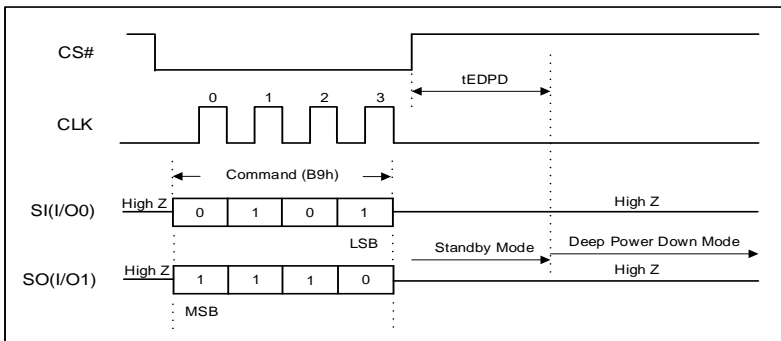 CS#
tEDPD
0 1 2 3
CLK
Command (B9h)
SI(I/O0) High Z 0 1 0 1 High Z
LSB Standby Mode Deep Power Down Mode
SO(I/O1) High Z 1 1 1 0 High Z
MSB